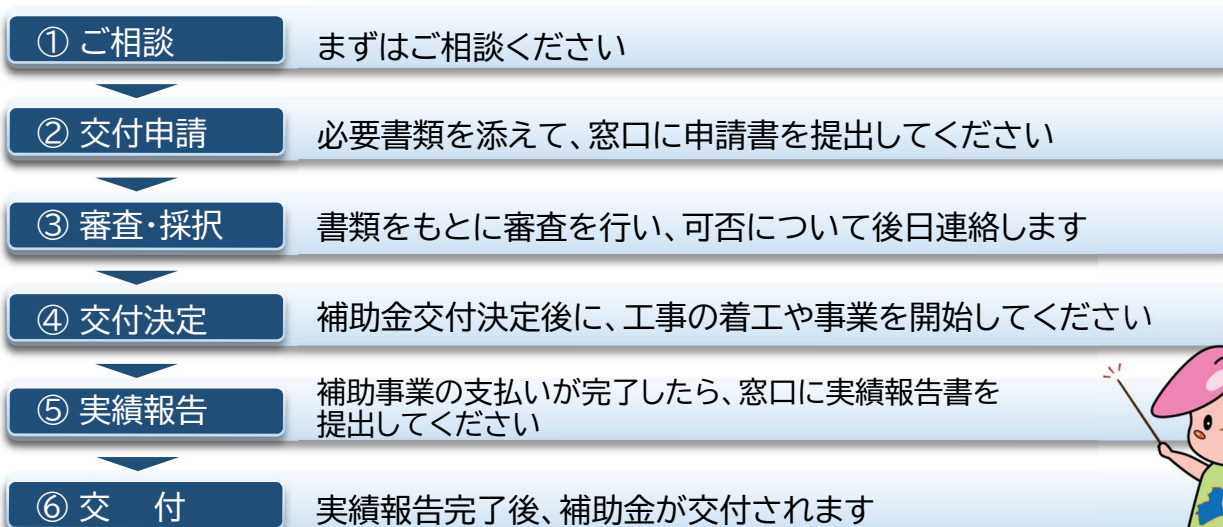 ① ご相談
まずはご相談ください
② 交付申請
必要書類を添えて、窓口に申請書を提出してください
③ 審査・採択
書類をもとに審査を行い、可否について後日連絡します
④ 交付決定
補助金交付決定後に、工事の着工や事業を開始してください
⑤ 実績報告
補助事業の支払いが完了したら、窓口に実績報告書を
提出してください
⑥ 交　付
実績報告完了後、補助金が交付されます